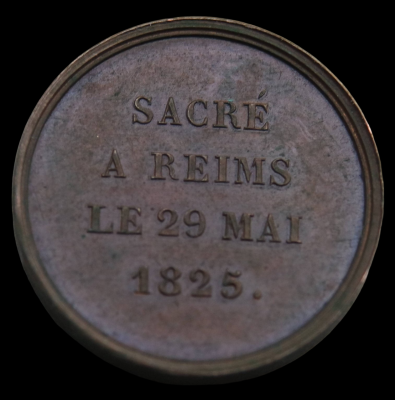 SACRÉ
A REIMS
LE 29 MAI
1825.